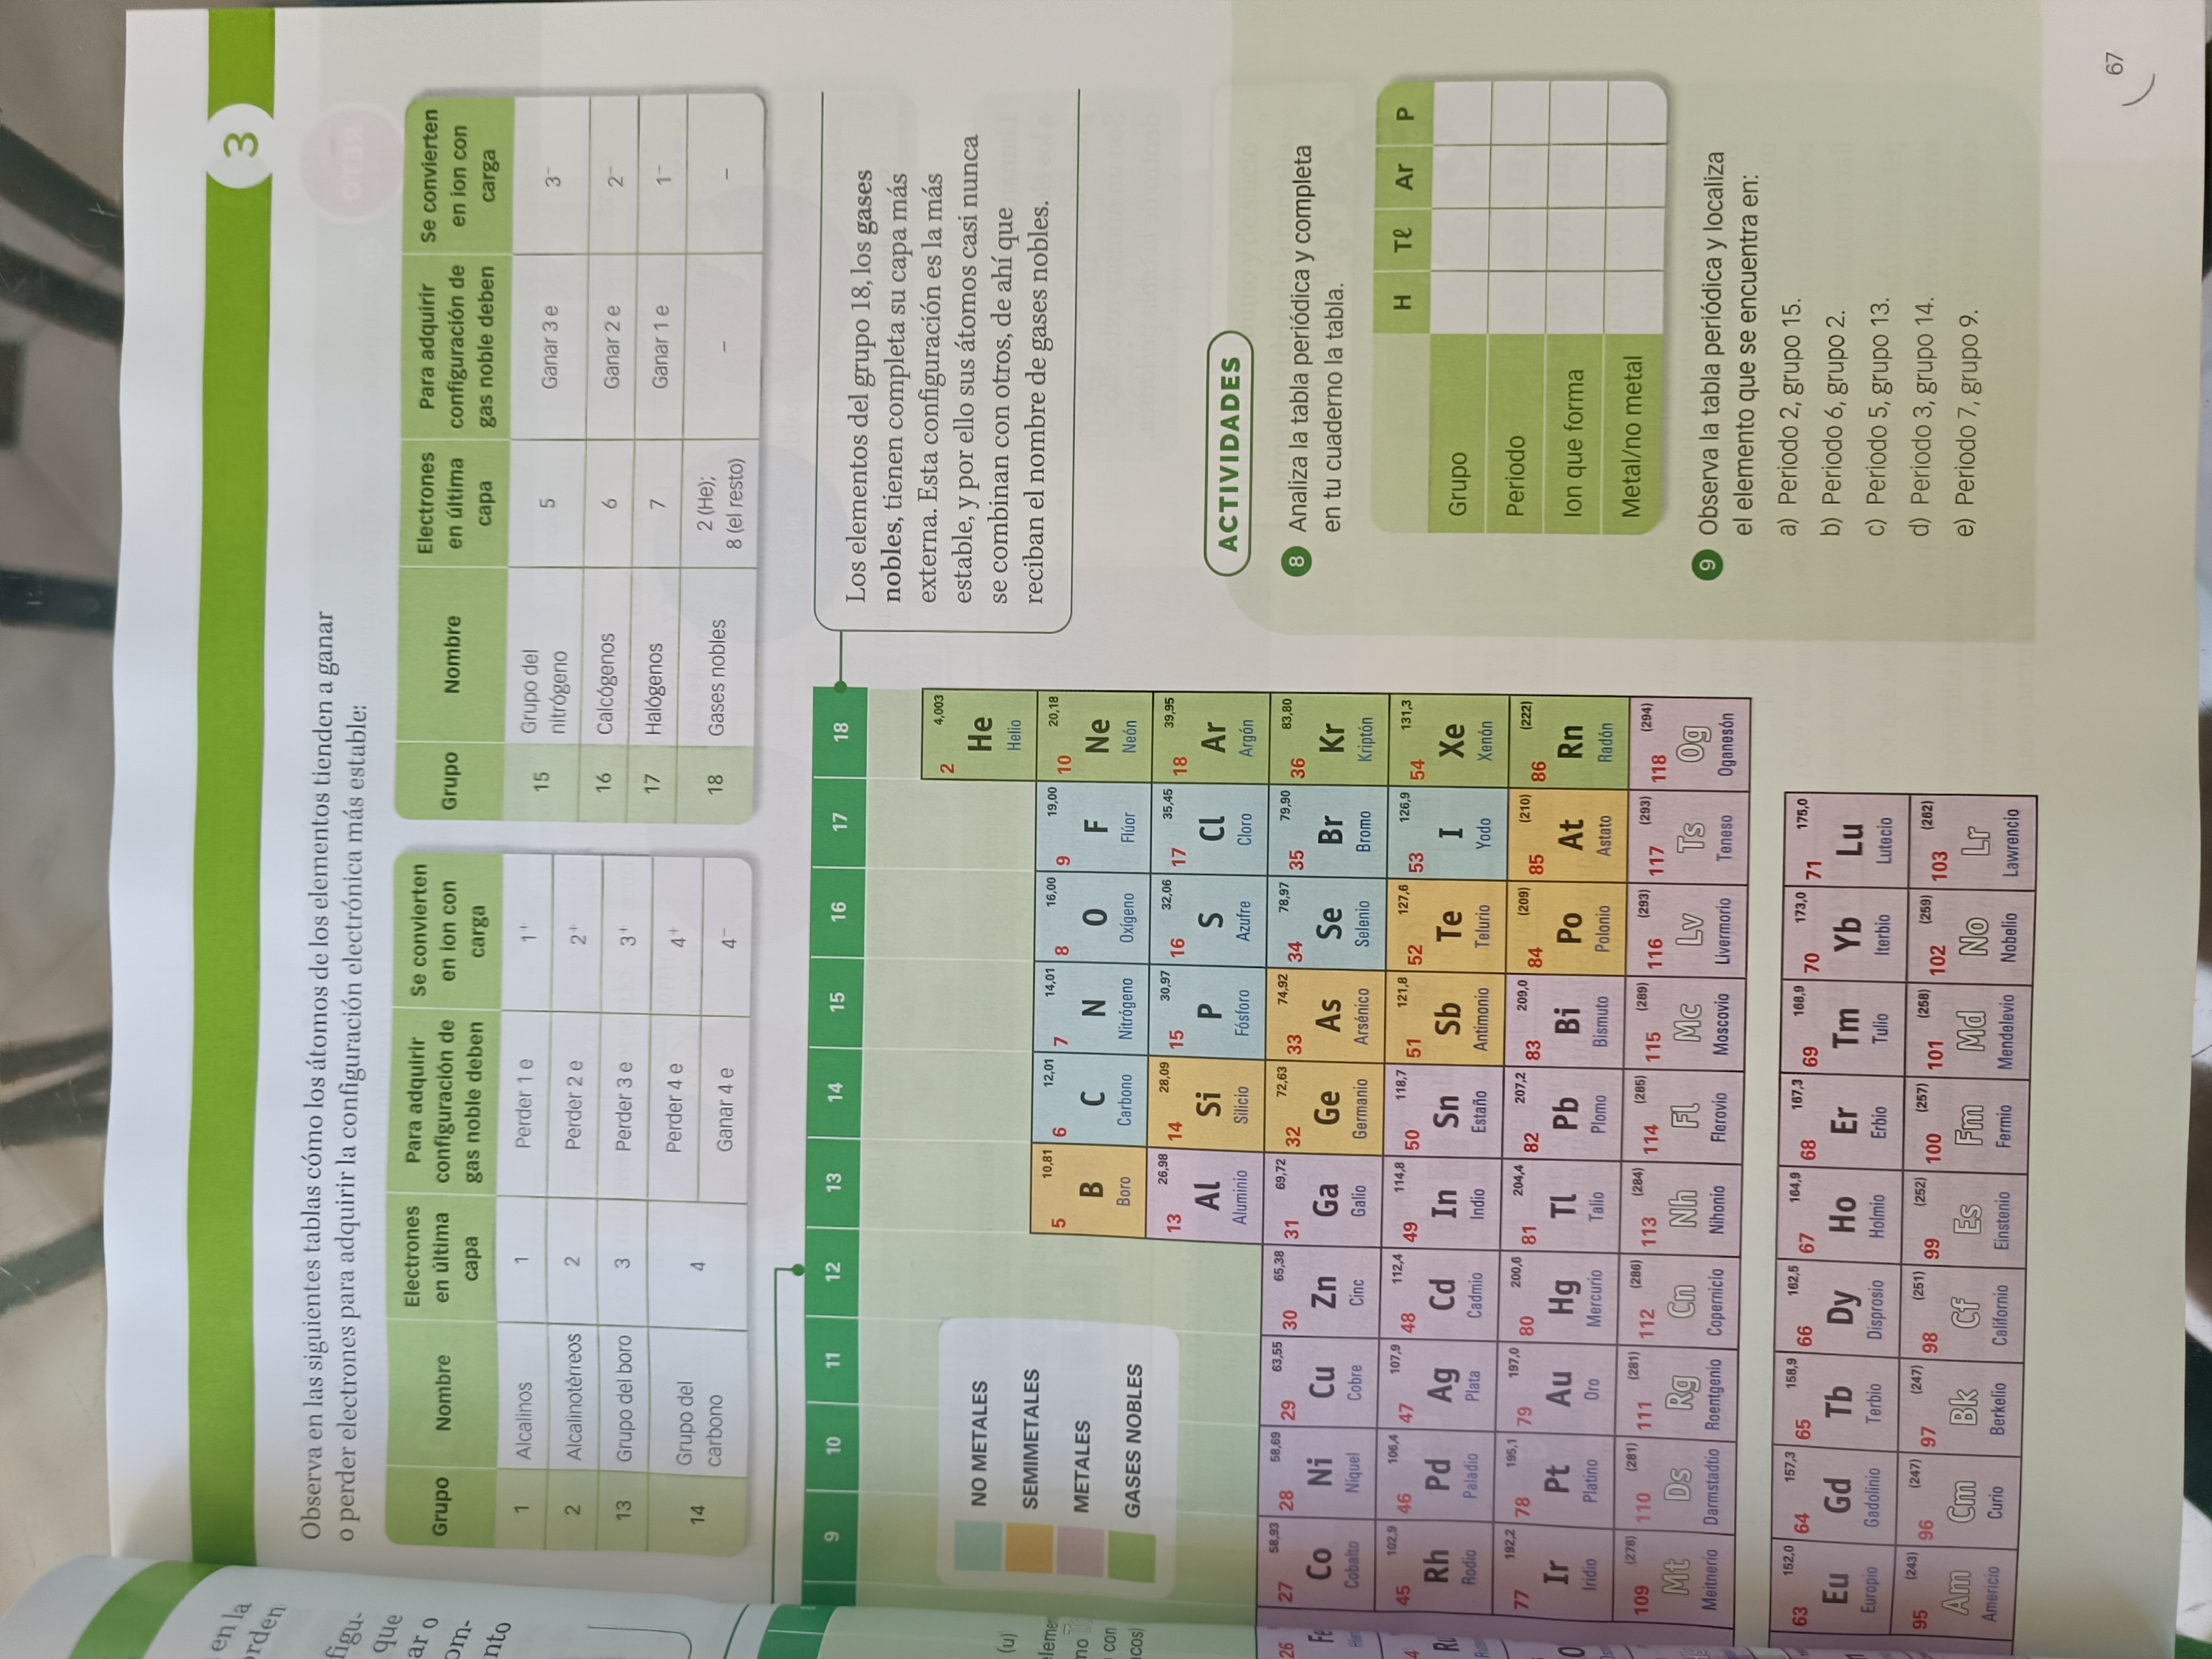 3
Observa en las siguientes tablas cómo los átomos de los elementos tienden a ganar
o perder electrones para adquirir la configuración electrónica más estable:
Grupo
Nombre
Electrones
en última
capa
Para adquirir
configuración de
gas noble deben
Se convierten
en ion con
carga
1 Alcalinos 1 Perder 1 e 1⁺
2 Alcalinotérreos 2 Perder 2 e 2⁺
13 Grupo del boro 3 Perder 3 e 3⁺
14 Grupo del
carbono
4
Perder 4 e 4⁺
Ganar 4 e 4⁻
Grupo
Nombre
Electrones
en última
capa
Para adquirir
configuración de
gas noble deben
Se convierten
en ion con
carga
15 Grupo del
nitrógeno
5 Ganar 3 e 3⁻
16 Calcógenos 6 Ganar 2 e 2⁻
17 Halógenos 7 Ganar 1 e 1⁻
18 Gases nobles
2 (He);
8 (el resto)
– –
9 10 11 12 13 14 15 16 17 18
Los elementos del grupo 18, los gases
nobles, tienen completa su capa más
externa. Esta configuración es la más
estable, y por ello sus átomos casi nunca
se combinan con otros, de ahí que
reciban el nombre de gases nobles.
NO METALES
SEMIMETALES
METALES
GASES NOBLES
2 4,003
He
Helio
5 10,81 6 12,01 7 14,01 8 16,00 9 19,00 10 20,18
B C N O F Ne
Boro Carbono Nitrógeno Oxígeno Flúor Neón
13 26,98 14 28,09 15 30,97 16 32,06 17 35,45 18 39,95
Al Si P S Cl Ar
Aluminio Silicio Fósforo Azufre Cloro Argón
27 58,93 28 58,69 29 63,55 30 65,38 31 69,72 32 72,63 33 74,92 34 78,97 35 79,90 36 83,80
Co Ni Cu Zn Ga Ge As Se Br Kr
Cobalto Níquel Cobre Cinc Galio Germanio Arsénico Selenio Bromo Kriptón
45 102,9 46 106,4 47 107,9 48 112,4 49 114,8 50 118,7 51 121,8 52 127,6 53 126,9 54 131,3
Rh Pd Ag Cd In Sn Sb Te I Xe
Rodio Paladio Plata Cadmio Indio Estaño Antimonio Telurio Yodo Xenón
77 192,2 78 195,1 79 197,0 80 200,6 81 204,4 82 207,2 83 209,0 84 (209) 85 (210) 86 (222)
Ir Pt Au Hg Tl Pb Bi Po At Rn
Iridio Platino Oro Mercurio Talio Plomo Bismuto Polonio Astato Radón
109 (278) 110 (281) 111 (281) 112 (286) 113 (284) 114 (285) 115 (289) 116 (293) 117 (293) 118 (294)
Mt Ds Rg Cn Nh Fl Mc Lv Ts Og
Meitnerio Darmstadtio Roentgenio Copernicio Nihonio Flerovio Moscovio Livermorio Teneso Oganesón
63 152,0 64 157,3 65 158,9 66 162,5 67 164,9 68 167,3 69 168,9 70 173,0 71 175,0
Eu Gd Tb Dy Ho Er Tm Yb Lu
Europio Gadolinio Terbio Disprosio Holmio Erbio Tulio Iterbio Lutecio
95 (243) 96 (247) 97 (247) 98 (251) 99 (252) 100 (257) 101 (258) 102 (259) 103 (262)
Am Cm Bk Cf Es Fm Md No Lr
Americio Curio Berkelio Californio Einstenio Fermio Mendelevio Nobelio Lawrencio
ACTIVIDADES
8 Analiza la tabla periódica y completa
en tu cuaderno la tabla.
H Tℓ Ar P
Grupo
Periodo
Ion que forma
Metal/no metal
9 Observa la tabla periódica y localiza
el elemento que se encuentra en:
a) Periodo 2, grupo 15.
b) Periodo 6, grupo 2.
c) Periodo 5, grupo 13.
d) Periodo 3, grupo 14.
e) Periodo 7, grupo 9.
67